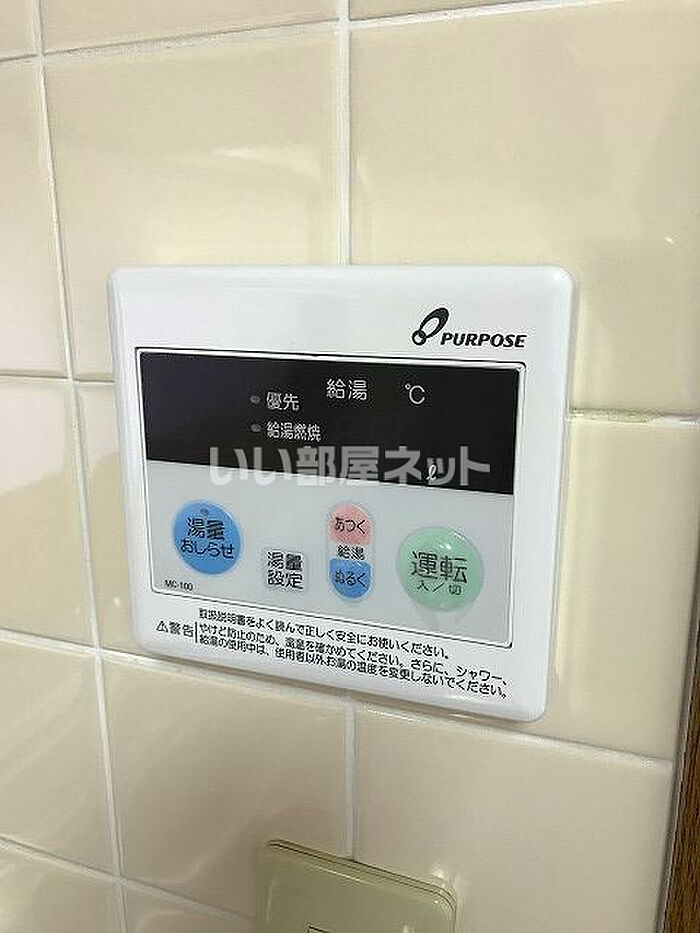 PURPOSE
給湯 ℃
優先
給湯燃焼
ℓ
いい部屋ネット
湯量
おしらせ
湯量
設定
あつく
給湯
ぬるく
運転
入/切
MC-100
取扱説明書をよく読んで正しく安全にお使いください。
⚠警告 やけど防止のため、湯温を確かめてください。さらに、シャワー、
給湯の使用中は、使用者以外お湯の温度を変更しないでください。